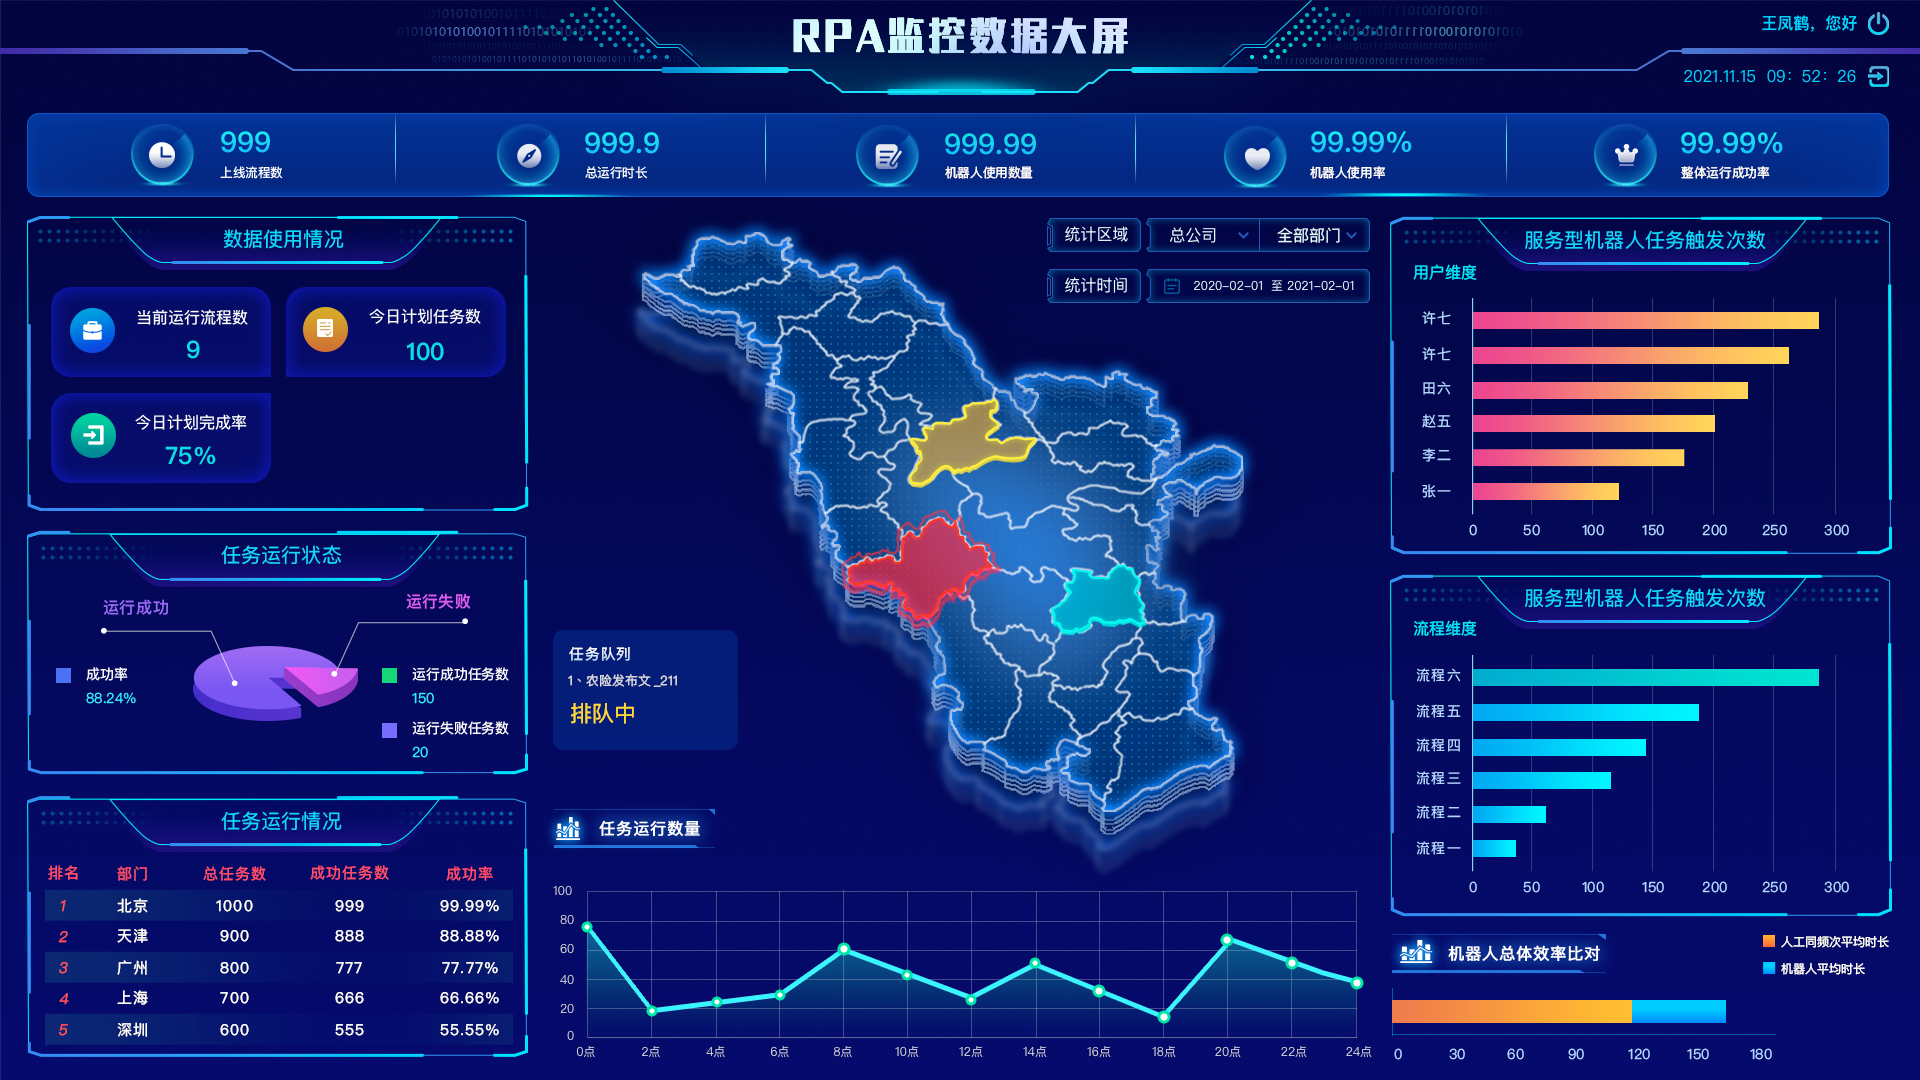 RPA监控数据大屏
王凤鹤，您好
2021.11.15 09：52：26
999
上线流程数
999.9
总运行时长
999.99
机器人使用数量
99.99%
机器人使用率
99.99%
整体运行成功率
数据使用情况
当前运行流程数
9
今日计划任务数
100
今日计划完成率
75%
任务运行状态
运行成功
运行失败
成功率
88.24%
运行成功任务数
150
运行失败任务数
20
任务运行情况
排名 部门 总任务数 成功任务数 成功率
1 北京 1000 999 99.99%
2 天津 900 888 88.88%
3 广州 800 777 77.77%
4 上海 700 666 66.66%
5 深圳 600 555 55.55%
统计区域 总公司 全部部门
统计时间 2020-02-01 至 2021-02-01
任务队列
1、农险发布文_211
排队中
任务运行数量
100
80
60
40
20
0
0点 2点 4点 6点 8点 10点 12点 14点 16点 18点 20点 22点 24点
服务型机器人任务触发次数
用户维度
许七
许七
田六
赵五
李二
张一
0 50 100 150 200 250 300
服务型机器人任务触发次数
流程维度
流程六
流程五
流程四
流程三
流程二
流程一
0 50 100 150 200 250 300
机器人总体效率比对
人工同频次平均时长
机器人平均时长
0 30 60 90 120 150 180